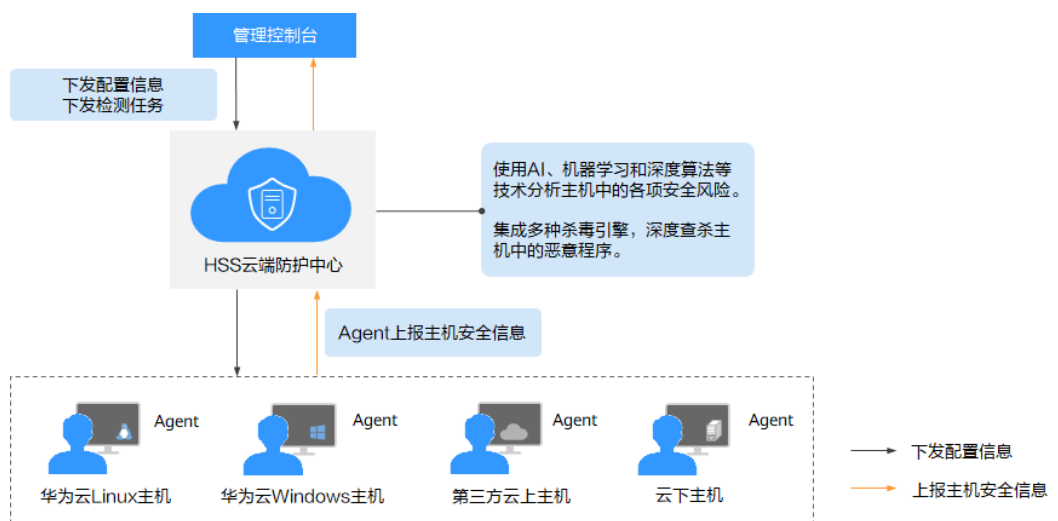 管理控制台
下发配置信息
下发检测任务
使用AI、机器学习和深度算法等
技术分析主机中的各项安全风险。
集成多种杀毒引擎，深度查杀主
机中的恶意程序。
HSS云端防护中心
Agent上报主机安全信息
Agent
Agent
Agent
Agent
华为云Linux主机
华为云Windows主机
第三方云上主机
云下主机
下发配置信息
上报主机安全信息